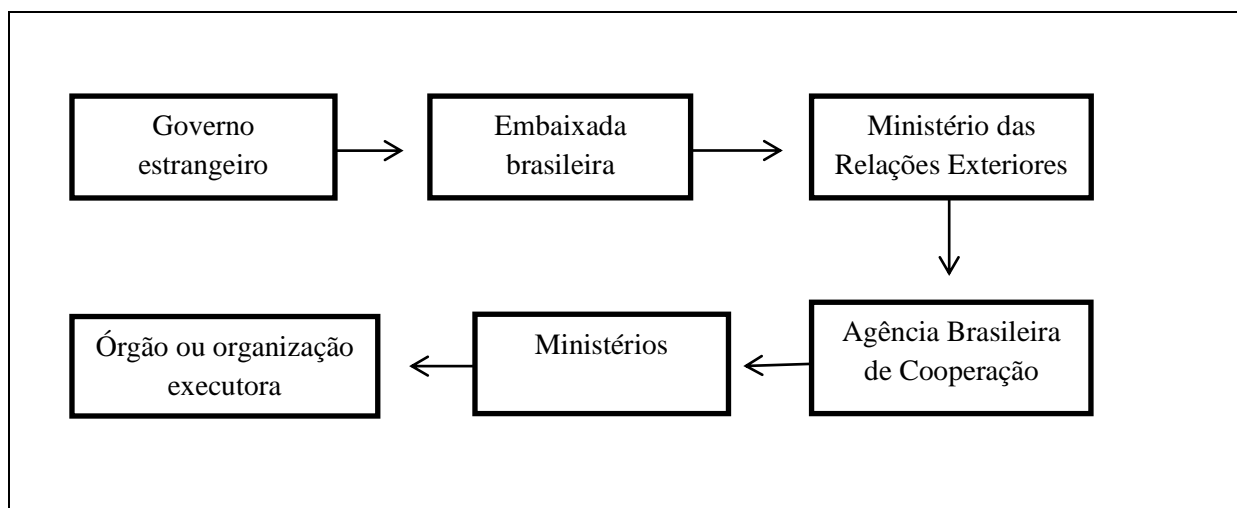 Governo
estrangeiro
Embaixada
brasileira
Ministério das
Relações Exteriores
Órgão ou organização
executora
Ministérios
Agência Brasileira
de Cooperação